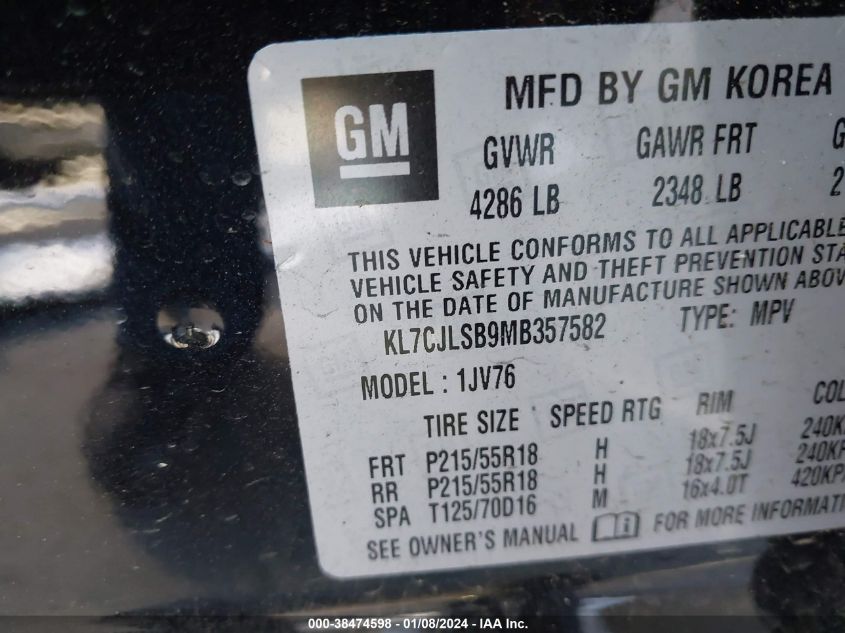 GM
MFD BY GM KOREA
GVWR GAWR FRT G
4286 LB 2348 LB 2
THIS VEHICLE CONFORMS TO ALL APPLICABLE
VEHICLE SAFETY AND THEFT PREVENTION STA
ON THE DATE OF MANUFACTURE SHOWN ABOV
KL7CJLSB9MB357582 TYPE: MPV
MODEL : 1JV76
TIRE SIZE SPEED RTG RIM COL
FRT P215/55R18 H 18x7.5J 240K
RR P215/55R18 H 18x7.5J 240KP
SPA T125/70D16 M 16x4.0T 420KPA
SEE OWNER'S MANUAL FOR MORE INFORMATI
000-38474598 - 01/08/2024 - IAA Inc.